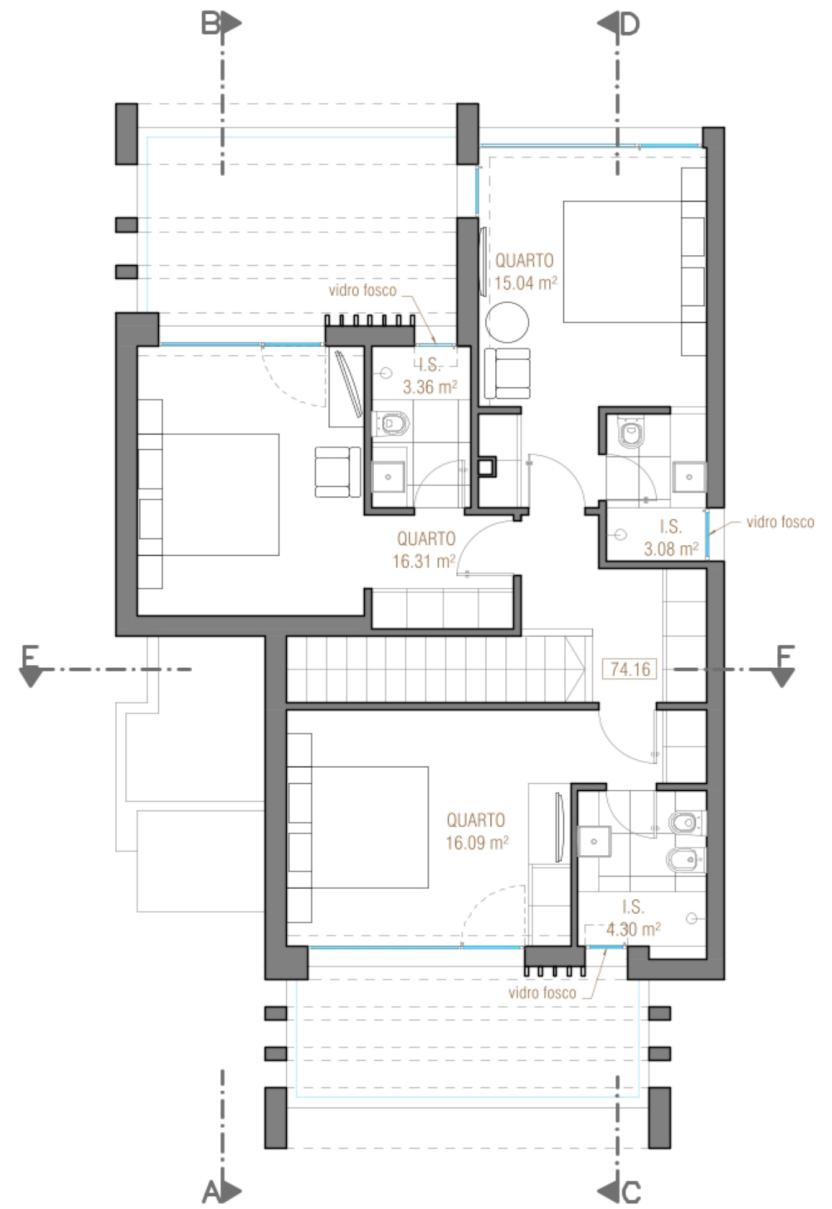 B
D
QUARTO
15.04 m²
vidro fosco
I.S.
3.36 m²
I.S.
3.08 m²
vidro fosco
QUARTO
16.31 m²
E
74.16
F
QUARTO
16.09 m²
I.S.
4.30 m²
vidro fosco
A
C